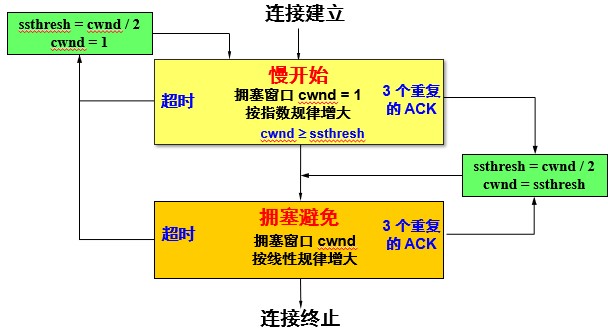 连接建立
ssthresh = cwnd / 2
cwnd = 1
慢开始
超时
拥塞窗口 cwnd = 1
按指数规律增大
cwnd ≥ ssthresh
3 个重复
的 ACK
ssthresh = cwnd / 2
cwnd = ssthresh
拥塞避免
超时
拥塞窗口 cwnd
按线性规律增大
3 个重复
的 ACK
连接终止